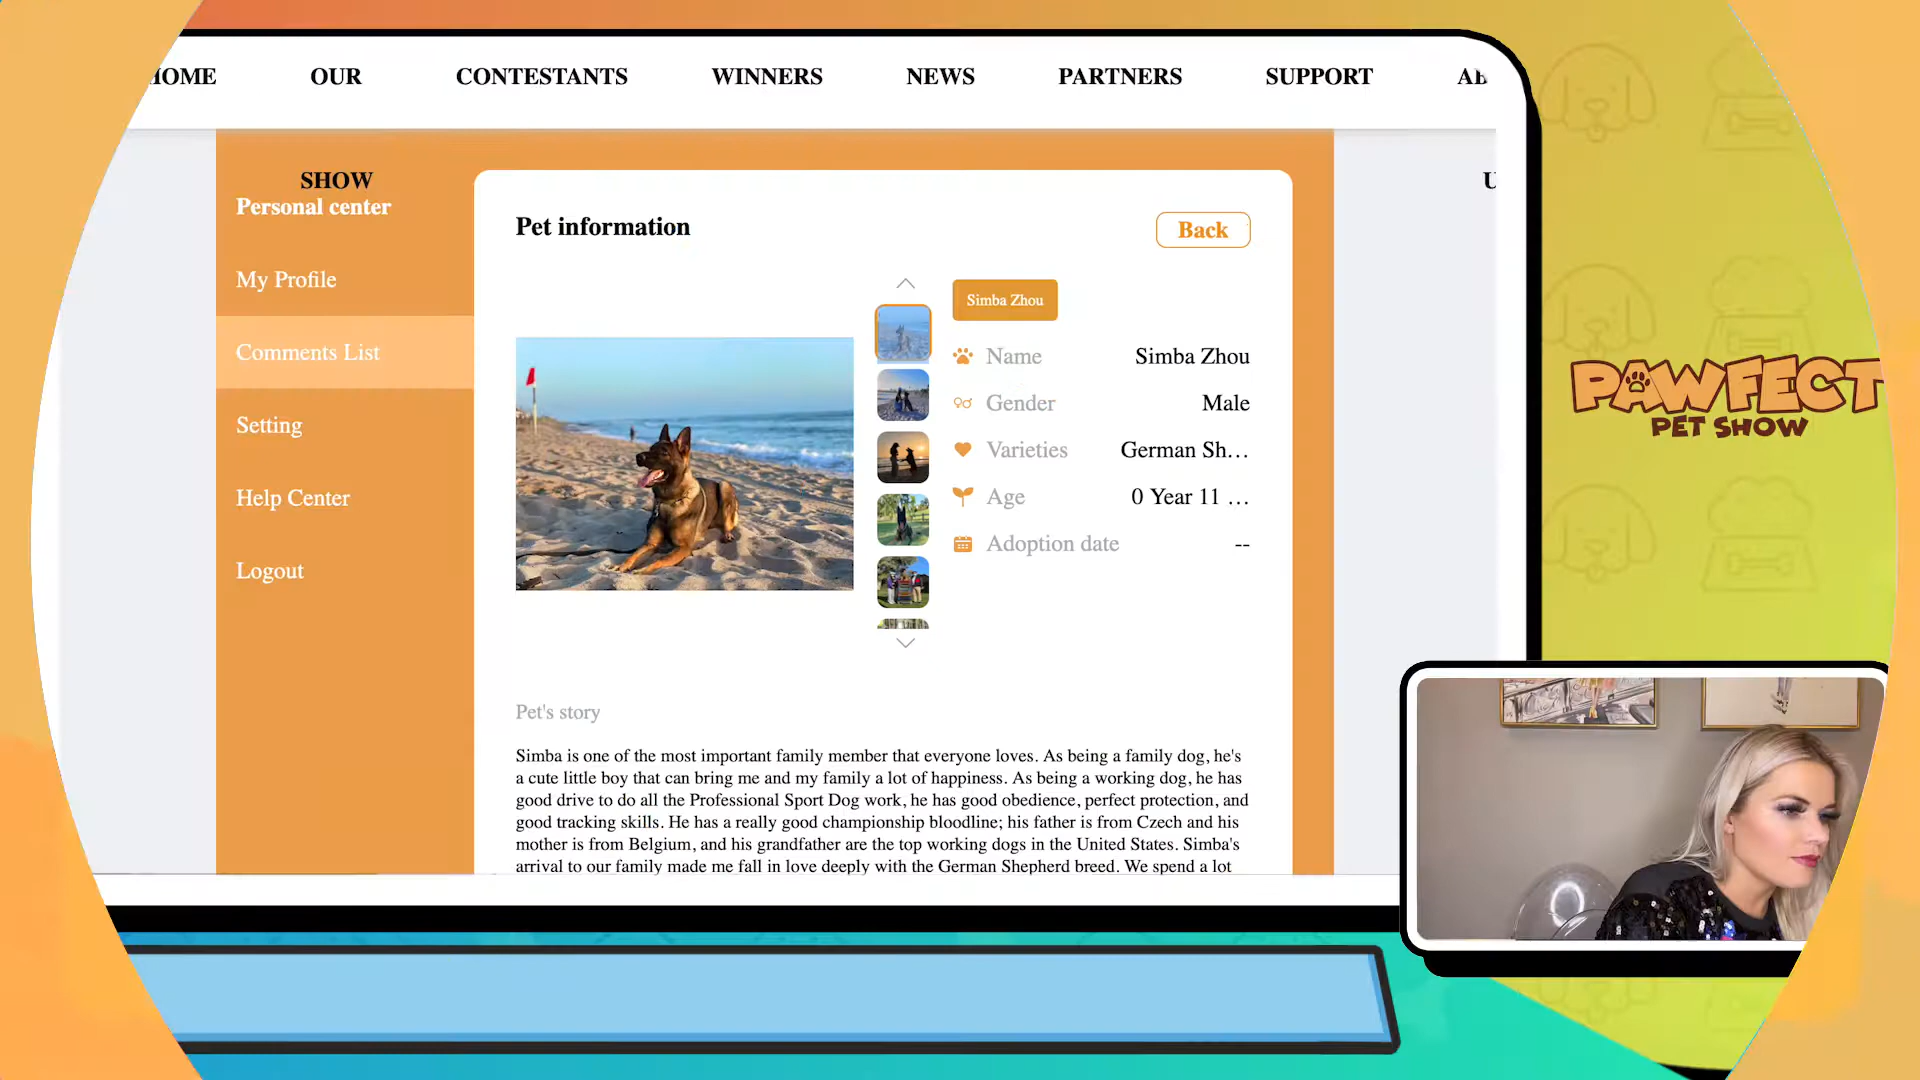 HOME
OUR
CONTESTANTS
WINNERS
NEWS
PARTNERS
SUPPORT
SHOW
Personal center
My Profile
Comments List
Setting
Help Center
Logout
Pet information
Back
Simba Zhou
Name Simba Zhou
Gender Male
Varieties German Sh...
Age 0 Year 11 ...
Adoption date --
Pet's story
Simba is one of the most important family member that everyone loves. As being a family dog, he's
a cute little boy that can bring me and my family a lot of happiness. As being a working dog, he has
good drive to do all the Professional Sport Dog work, he has good obedience, perfect protection, and
good tracking skills. He has a really good championship bloodline; his father is from Czech and his
mother is from Belgium, and his grandfather are the top working dogs in the United States. Simba's
arrival to our family made me fall in love deeply with the German Shepherd breed. We spend a lot
PAWFECT
PET SHOW